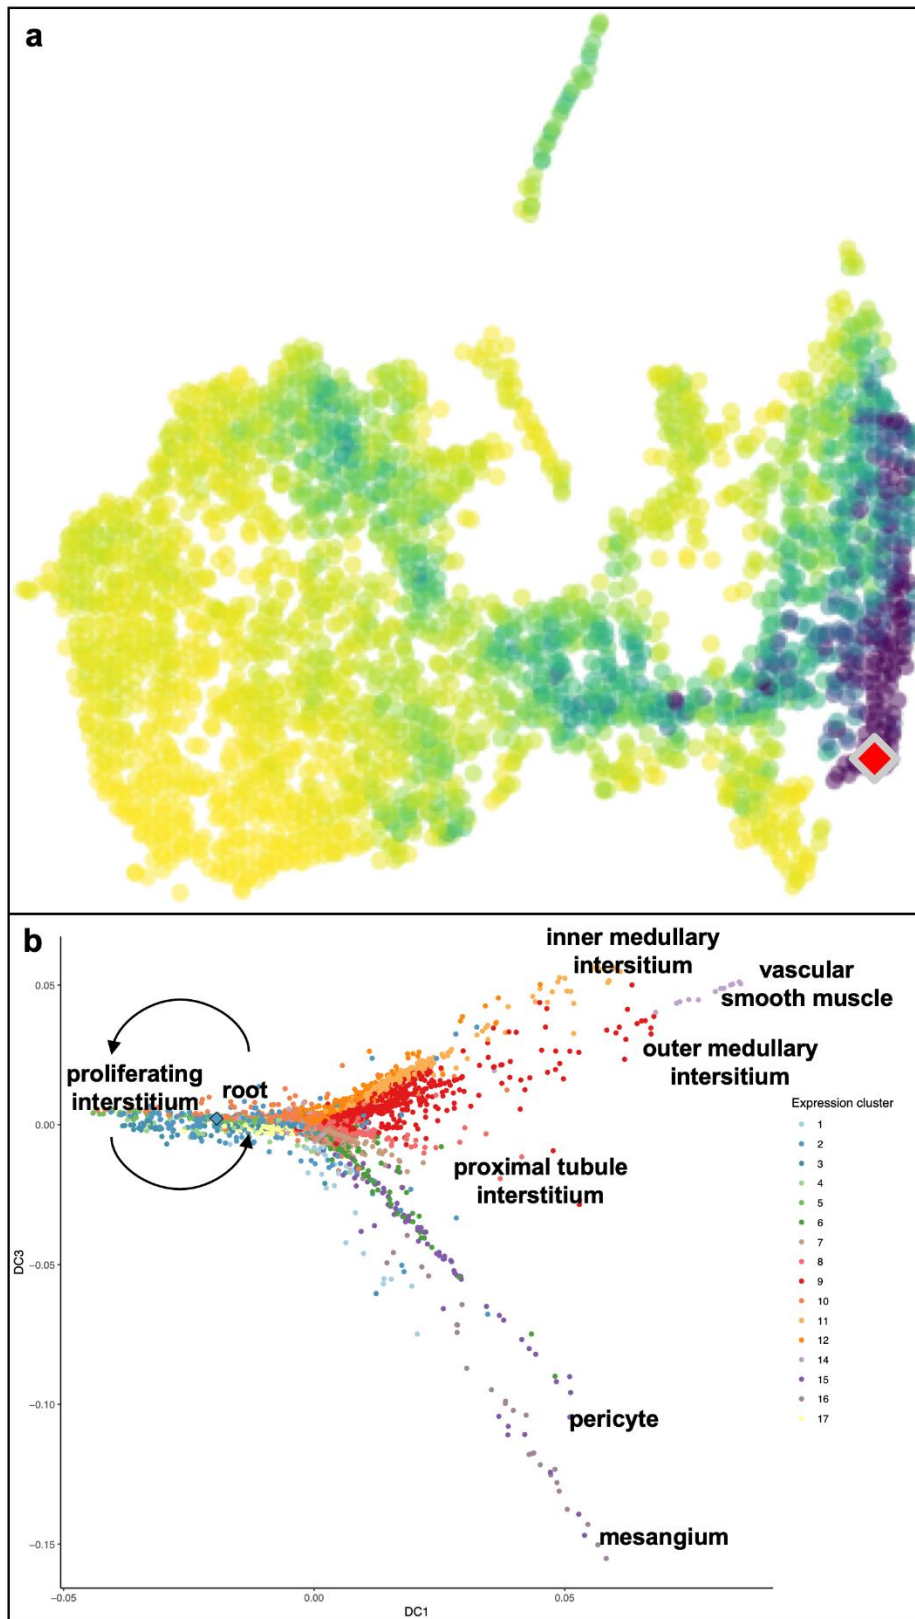 a
b
inner medullary
intersitium
vascular
smooth muscle
outer medullary
intersitium
proliferating
interstitium
root
proximal tubule
interstitium
pericyte
mesangium
Expression cluster
1
2
3
4
5
6
7
8
9
10
11
12
14
15
16
17
0.05
0.00
−0.05
−0.10
−0.15
DC3
−0.05
0.00
0.05
DC1